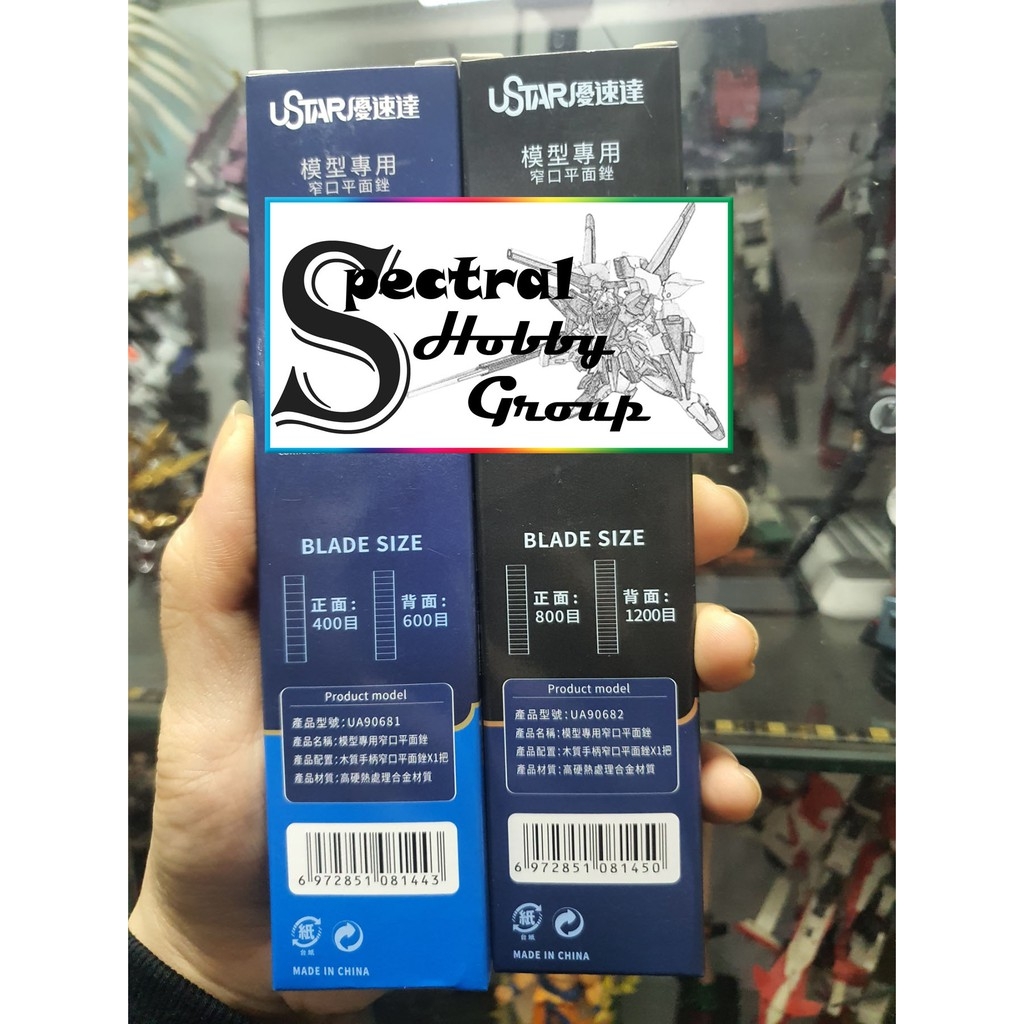 USTAR優速達
模型專用
窄口平面銼
USTAR優速達
模型專用
窄口平面銼
Spectral
Hobby
Group
BLADE SIZE
正面:
400目
背面:
600目
Product model
產品型號:UA90681
產品名稱:模型專用窄口平面銼
產品配置:木質手柄窄口平面銼X1把
產品材質:高硬熱處理合金材質
6 972851 081443
紙
MADE IN CHINA
BLADE SIZE
正面:
800目
背面:
1200目
Product model
產品型號:UA90682
產品名稱:模型專用窄口平面銼
產品配置:木質手柄窄口平面銼X1把
產品材質:高硬熱處理合金材質
6 972851 081450
紙
MADE IN CHINA